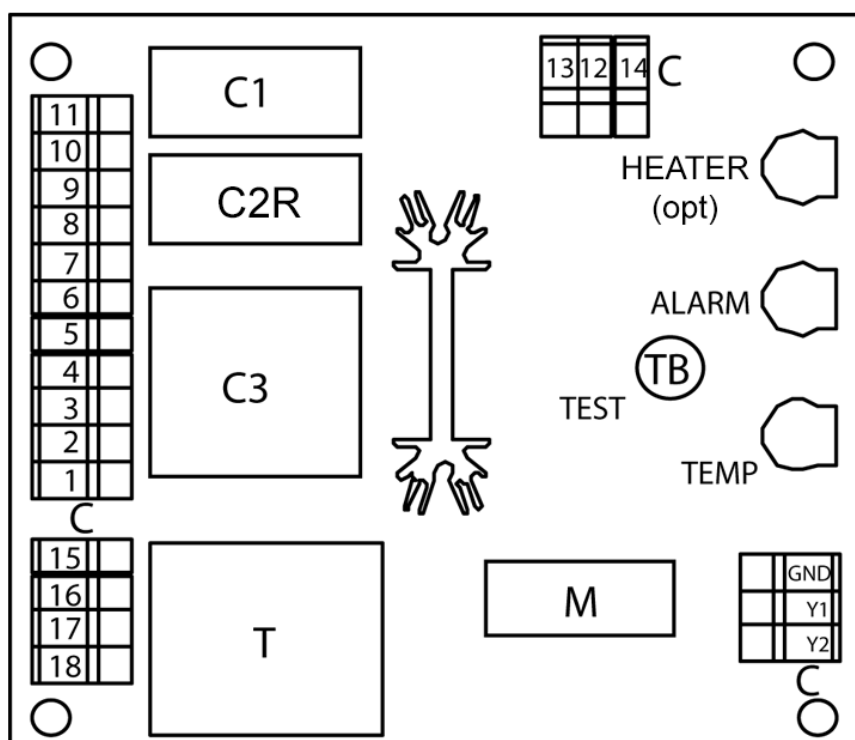 C1
13 12 14 C
11
10
9
8
7
6
5
4
3
2
1
C
C2R
HEATER
(opt)
ALARM
C3
TB
TEST
TEMP
15
16
17
18
T
M
GND
Y1
Y2
C